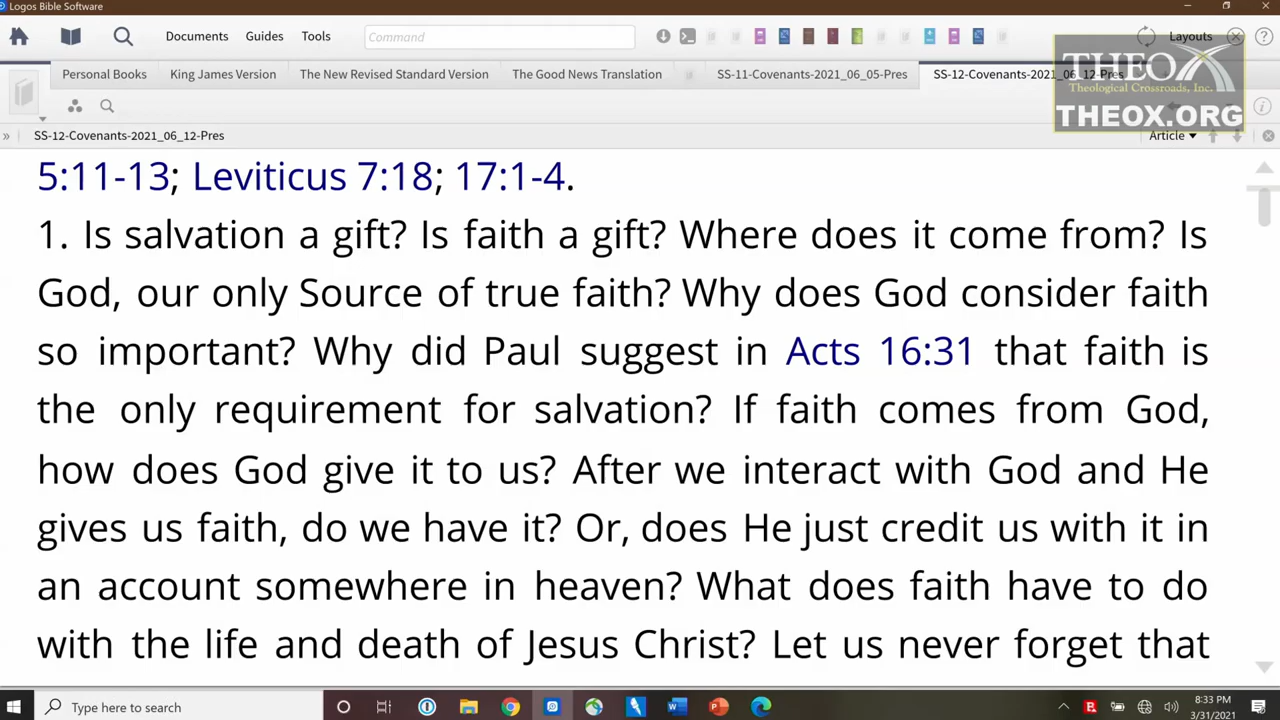 Logos Bible Software
Documents Guides Tools Command Layouts
Personal Books King James Version The New Revised Standard Version The Good News Translation SS-11-Covenants-2021_06_05-Pres SS-12-Covenants-2021_06_12-Pres
THEOX
Theological Crossroads, Inc.
THEOX.ORG
» SS-12-Covenants-2021_06_12-Pres Article
5:11-13; Leviticus 7:18; 17:1-4.
1. Is salvation a gift? Is faith a gift? Where does it come from? Is
God, our only Source of true faith? Why does God consider faith
so important? Why did Paul suggest in Acts 16:31 that faith is
the only requirement for salvation? If faith comes from God,
how does God give it to us? After we interact with God and He
gives us faith, do we have it? Or, does He just credit us with it in
an account somewhere in heaven? What does faith have to do
with the life and death of Jesus Christ? Let us never forget that
Type here to search
8:33 PM
3/31/2021